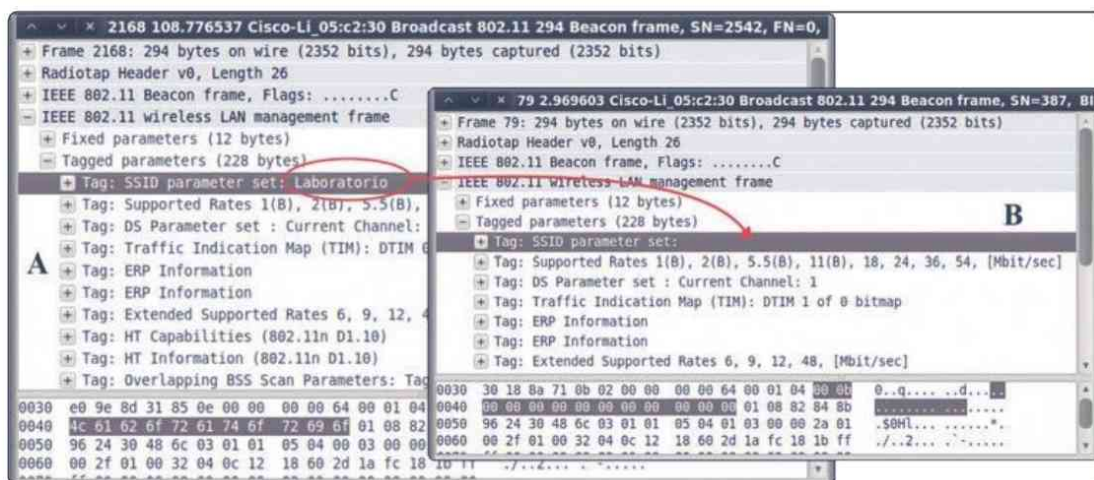 2168 108.776537 Cisco-Li_05:c2:30 Broadcast 802.11 294 Beacon frame, SN=2542, FN=0,
Frame 2168: 294 bytes on wire (2352 bits), 294 bytes captured (2352 bits)
Radiotap Header v0, Length 26
IEEE 802.11 Beacon frame, Flags: ........C
IEEE 802.11 wireless LAN management frame
Fixed parameters (12 bytes)
Tagged parameters (228 bytes)
Tag: SSID parameter set: Laboratorio
Tag: Supported Rates 1(B), 2(B), 5.5(B),
Tag: DS Parameter set : Current Channel:
Tag: Traffic Indication Map (TIM): DTIM 0
A
Tag: ERP Information
Tag: ERP Information
Tag: Extended Supported Rates 6, 9, 12, 4
Tag: HT Capabilities (802.11n D1.10)
Tag: HT Information (802.11n D1.10)
Tag: Overlapping BSS Scan Parameters: Tag
0030 e0 9e 8d 31 85 0e 00 00 00 00 64 00 01 04
0040 4c 61 62 6f 72 61 74 6f 72 69 6f 01 08 82
0050 96 24 30 48 6c 03 01 01 05 04 00 03 00 00
0060 00 2f 01 00 32 04 0c 12 18 60 2d 1a fc 18 1b ff ./..2... .`-.....
79 2.969603 Cisco-Li_05:c2:30 Broadcast 802.11 294 Beacon frame, SN=387, BI
Frame 79: 294 bytes on wire (2352 bits), 294 bytes captured (2352 bits)
Radiotap Header v0, Length 26
IEEE 802.11 Beacon frame, Flags: ........C
IEEE 802.11 wireless LAN management frame
Fixed parameters (12 bytes)
Tagged parameters (228 bytes)
B
Tag: SSID parameter set:
Tag: Supported Rates 1(B), 2(B), 5.5(B), 11(B), 18, 24, 36, 54, [Mbit/sec]
Tag: DS Parameter set : Current Channel: 1
Tag: Traffic Indication Map (TIM): DTIM 1 of 0 bitmap
Tag: ERP Information
Tag: ERP Information
Tag: Extended Supported Rates 6, 9, 12, 48, [Mbit/sec]
0030 30 18 8a 71 0b 02 00 00 00 00 64 00 01 04 00 0b 0..q.... ..d.....
0040 00 00 00 00 00 00 00 00 00 00 00 01 08 82 84 8b ........ ........
0050 96 24 30 48 6c 03 01 01 05 04 01 03 00 00 2a 01 .$0Hl... ......*.
0060 00 2f 01 00 32 04 0c 12 18 60 2d 1a fc 18 1b ff ./..2... .`-.....